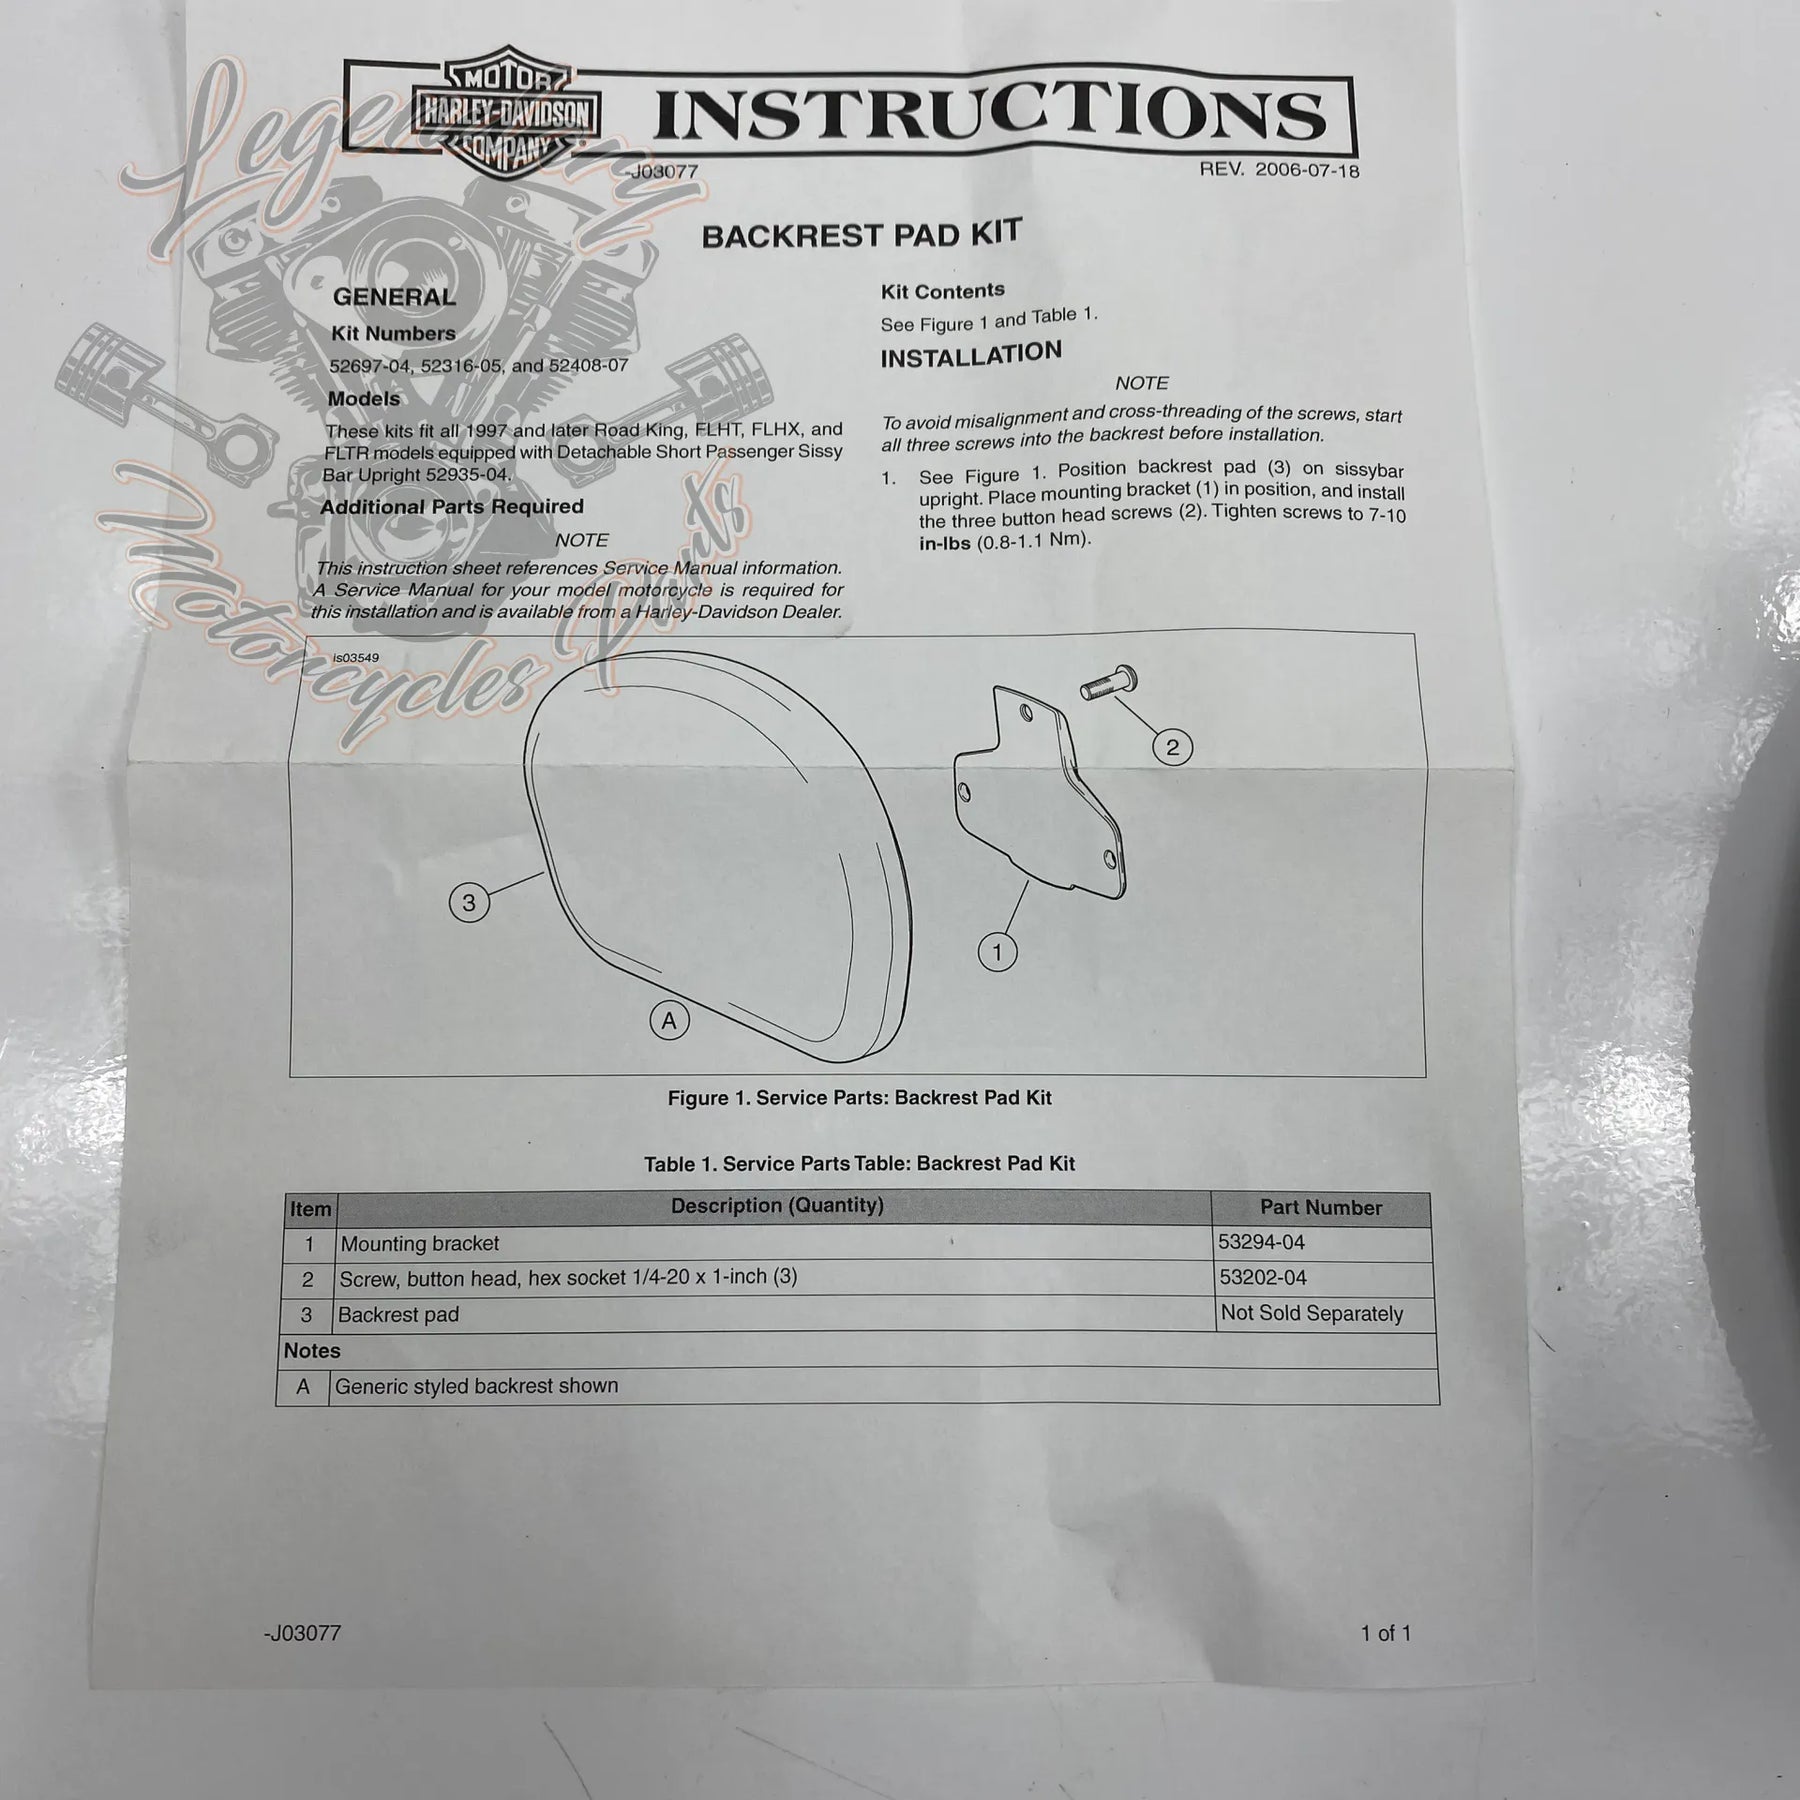 MOTOR
HARLEY-DAVIDSON
COMPANY
INSTRUCTIONS
-J03077
REV. 2006-07-18
BACKREST PAD KIT
GENERAL
Kit Numbers
52697-04, 52316-05, and 52408-07
Models
These kits fit all 1997 and later Road King, FLHT, FLHX, and
FLTR models equipped with Detachable Short Passenger Sissy
Bar Upright 52935-04.
Additional Parts Required
NOTE
This instruction sheet references Service Manual information.
A Service Manual for your model motorcycle is required for
this installation and is available from a Harley-Davidson Dealer.
Kit Contents
See Figure 1 and Table 1.
INSTALLATION
NOTE
To avoid misalignment and cross-threading of the screws, start
all three screws into the backrest before installation.
1. See Figure 1. Position backrest pad (3) on sissybar
upright. Place mounting bracket (1) in position, and install
the three button head screws (2). Tighten screws to 7-10
in-lbs (0.8-1.1 Nm).
is03549
2
3
1
A
Figure 1. Service Parts: Backrest Pad Kit
Table 1. Service Parts Table: Backrest Pad Kit
Item Description (Quantity) Part Number
1 Mounting bracket 53294-04
2 Screw, button head, hex socket 1/4-20 x 1-inch (3) 53202-04
3 Backrest pad Not Sold Separately
Notes
A Generic styled backrest shown
-J03077
1 of 1
Legendary
Motorcycles Parts